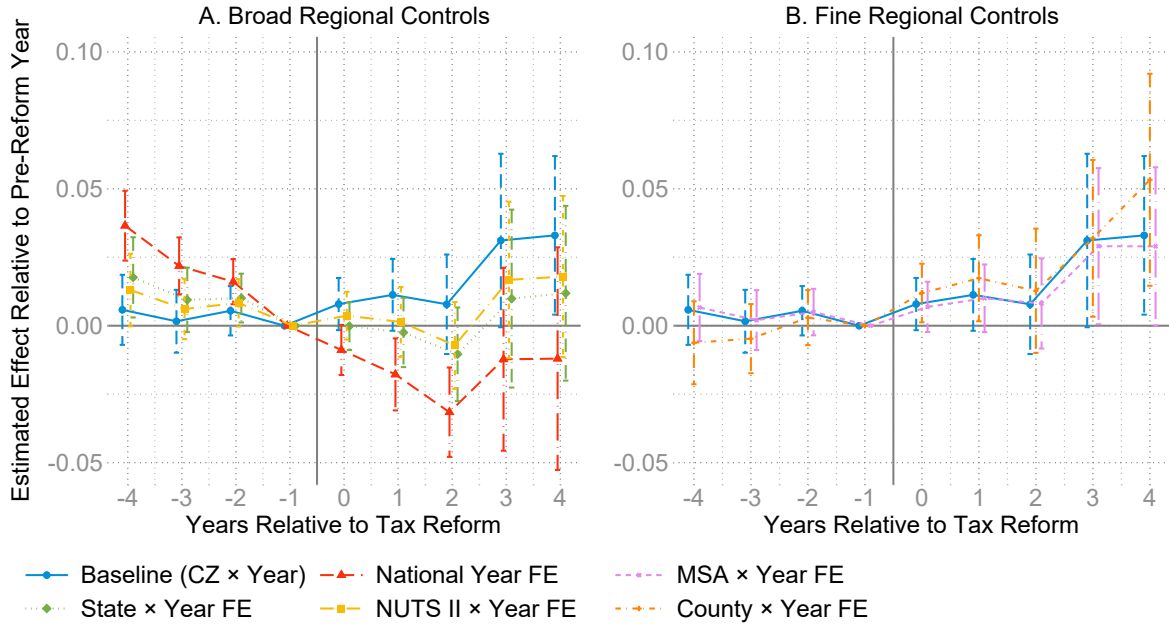 A. Broad Regional Controls
B. Fine Regional Controls
Estimated Effect Relative to Pre-Reform Year
0.10
0.05
0.00
-0.05
-4 -3 -2 -1 0 1 2 3 4
Years Relative to Tax Reform
0.10
0.05
0.00
-0.05
-4 -3 -2 -1 0 1 2 3 4
Years Relative to Tax Reform
Baseline (CZ × Year) National Year FE MSA × Year FE
State × Year FE NUTS II × Year FE County × Year FE